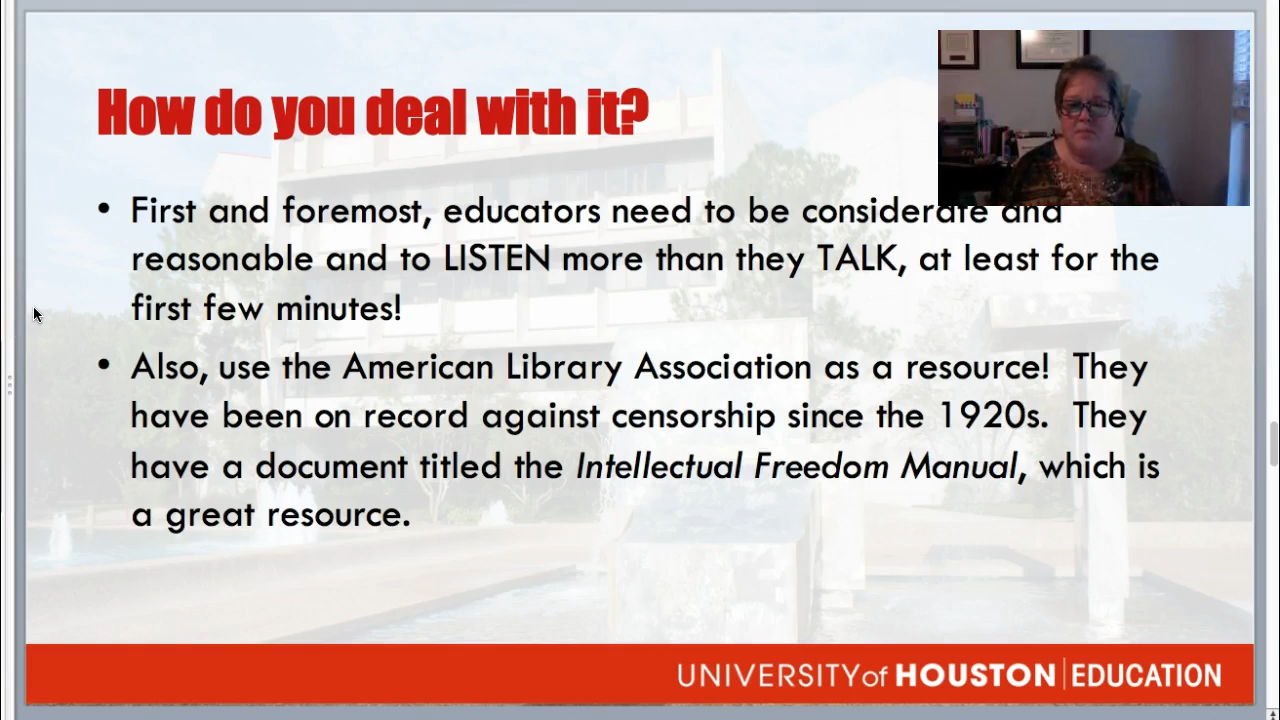 How do you deal with it?
• First and foremost, educators need to be considerate and
reasonable and to LISTEN more than they TALK, at least for the
first few minutes!
• Also, use the American Library Association as a resource! They
have been on record against censorship since the 1920s. They
have a document titled the Intellectual Freedom Manual, which is
a great resource.
UNIVERSITY of HOUSTON | EDUCATION